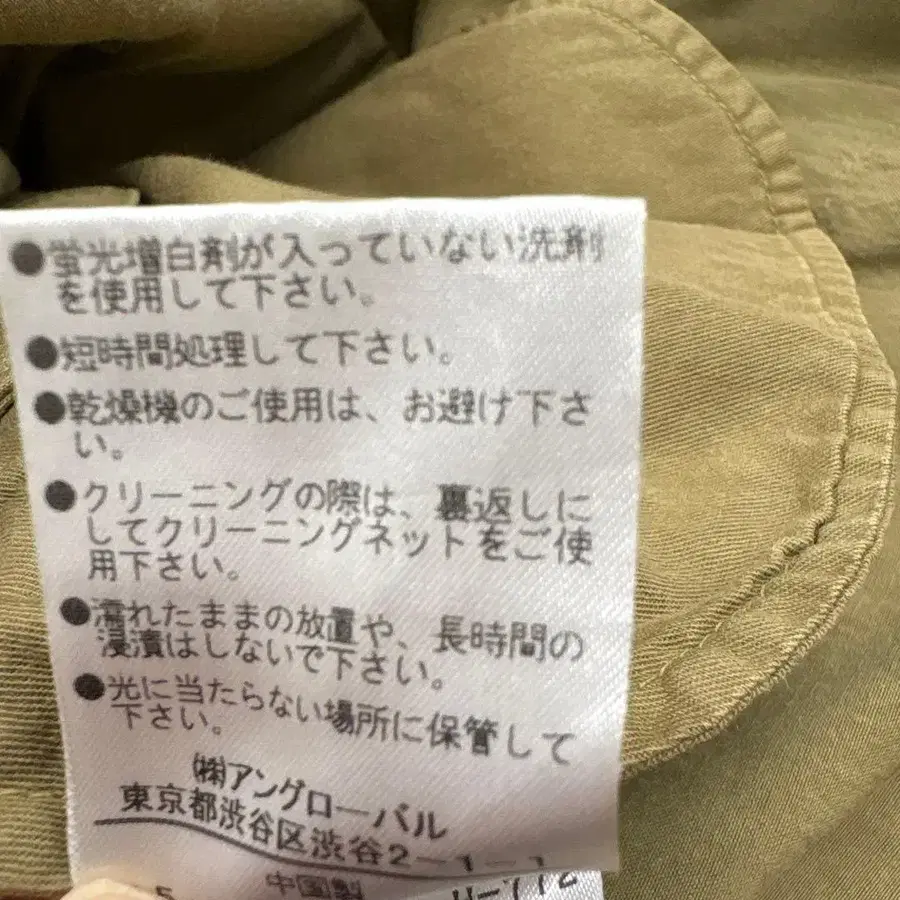 ●蛍光増白剤が入っていない洗剤
を使用して下さい。
●短時間処理して下さい。
●乾燥機のご使用は、お避け下さ
い。
●クリーニングの際は、裏返しに
してクリーニングネットをご使
用下さい。
●濡れたままの放置や、長時間の
浸漬はしないで下さい。
●光に当たらない場所に保管して
下さい。
㈱アングローバル
東京都渋谷区渋谷2-1-1
中国製